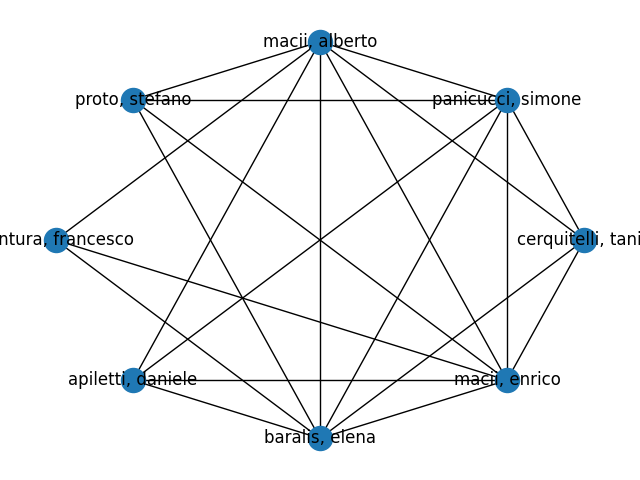 macii, alberto
proto, stefano
panicucci, simone
ntura, francesco
cerquitelli, tani
apiletti, daniele
macii, enrico
baralis, elena